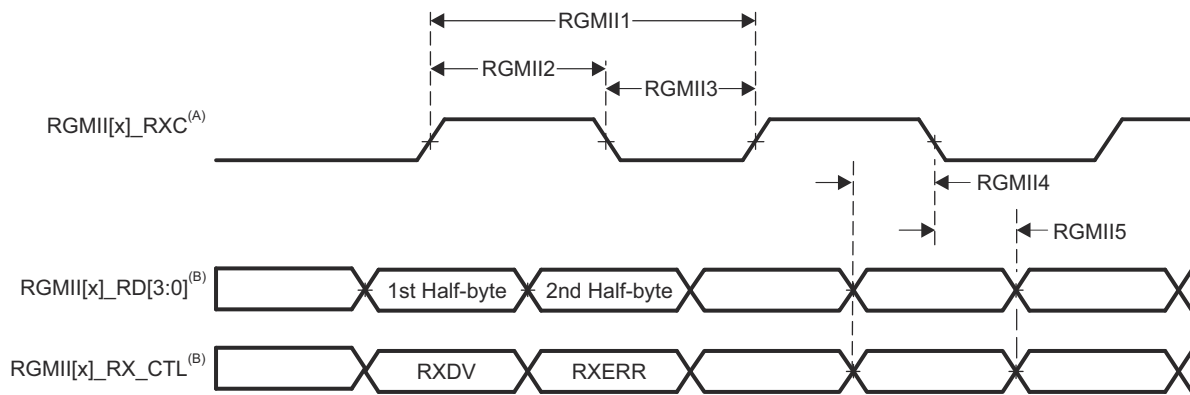 RGMII1
RGMII2
RGMII3
RGMII[x]_RXC(A)
RGMII4
RGMII5
RGMII[x]_RD[3:0](B)
1st Half-byte
2nd Half-byte
RGMII[x]_RX_CTL(B)
RXDV
RXERR